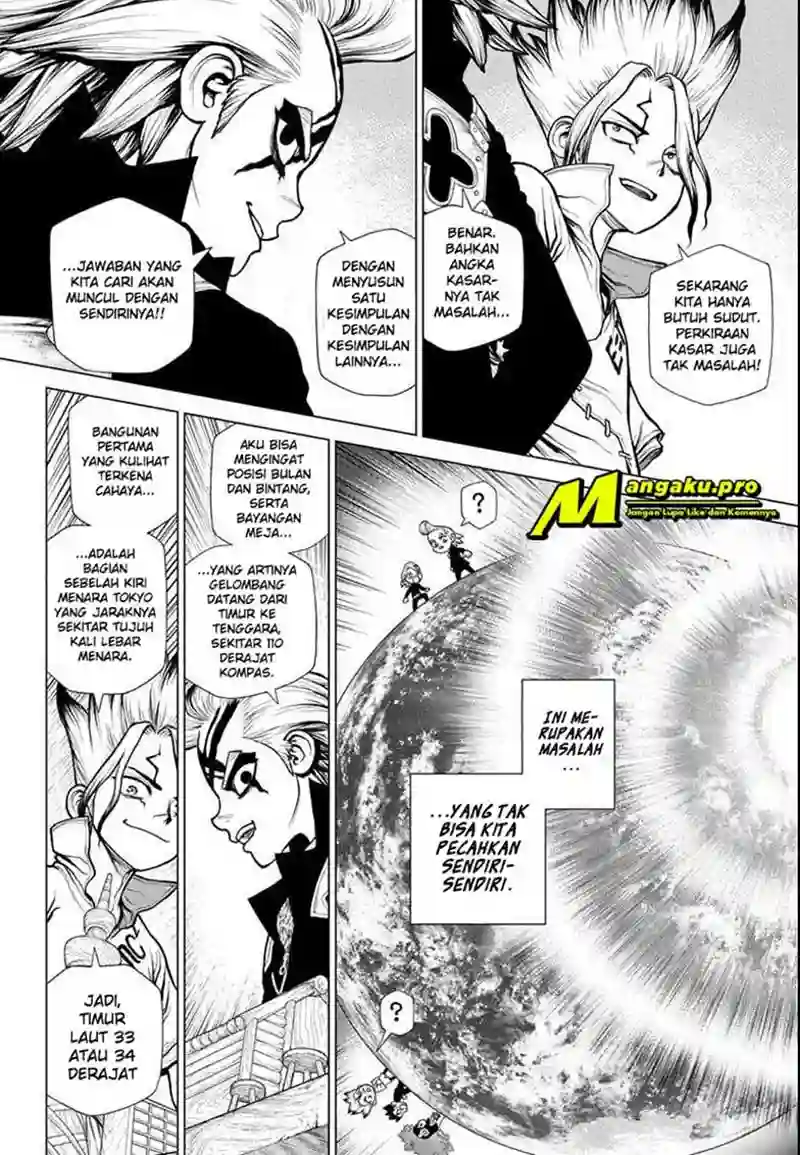 SEKARANG
KITA HANYA
BUTUH SUDUT.
PERKIRAAN
KASAR JUGA
TAK MASALAH!
BENAR.
BAHKAN
ANGKA
KASAR-
NYA TAK
MASALAH...
DENGAN
MENYUSUN
SATU
KESIMPULAN
DENGAN
KESIMPULAN
LAINNYA...
...JAWABAN YANG
KITA CARI AKAN
MUNCUL DENGAN
SENDIRINYA!!
Mangaku.pro
Jangan Lupa Like dan Komennya
?
INI ME-
RUPAKAN
MASALAH
...
...YANG TAK
BISA KITA
PECAHKAN
SENDIRI-
SENDIRI.
?
AKU BISA
MENGINGAT
POSISI BULAN
DAN BINTANG,
SERTA
BAYANGAN
MEJA...
...YANG ARTINYA
GELOMBANG
DATANG DARI
TIMUR KE
TENGGARA,
SEKITAR 110
DERAJAT
KOMPAS.
BANGUNAN
PERTAMA
YANG KULIHAT
TERKENA
CAHAYA...
...ADALAH
BAGIAN
SEBELAH KIRI
MENARA TOKYO
YANG JARAKNYA
SEKITAR TUJUH
KALI LEBAR
MENARA.
JADI,
TIMUR
LAUT 33
ATAU 34
DERAJAT